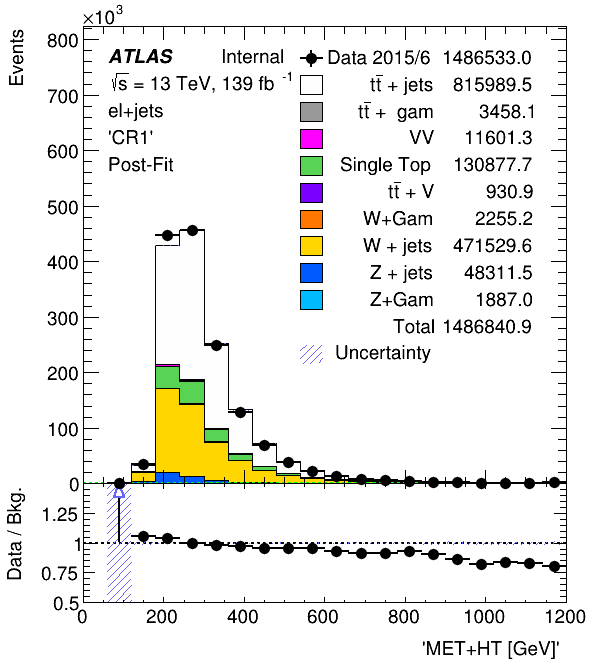 ×10³
Events
800
700
600
500
400
300
200
100
0
ATLAS Internal
√s = 13 TeV, 139 fb⁻¹
el+jets
'CR1'
Post-Fit
Data 2015/6 1486533.0
tt̄ + jets 815989.5
tt̄ + gam 3458.1
VV 11601.3
Single Top 130877.7
tt̄ + V 930.9
W+Gam 2255.2
W + jets 471529.6
Z + jets 48311.5
Z+Gam 1887.0
Total 1486840.9
Uncertainty
Data / Bkg.
1.25
1
0.75
0.5
0 200 400 600 800 1000 1200
'MET+HT [GeV]'